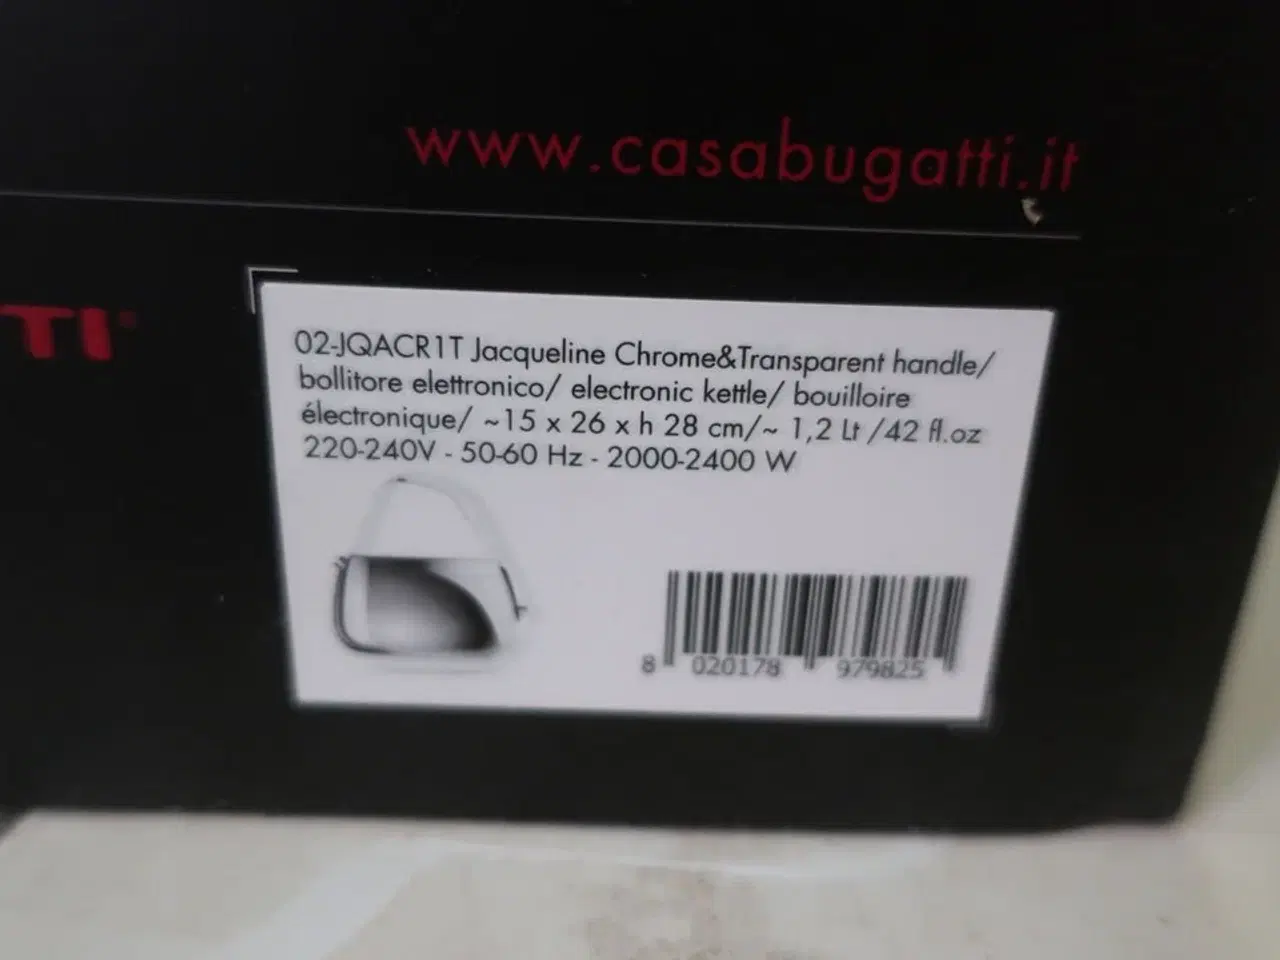 www.casabugatti.it
TI®
02-JQACR1T Jacqueline Chrome&Transparent handle/
bollitore elettronico/ electronic kettle/ bouilloire
électronique/ ~15 x 26 x h 28 cm/~ 1,2 Lt /42 fl.oz
220-240V - 50-60 Hz - 2000-2400 W
8 020178 979825